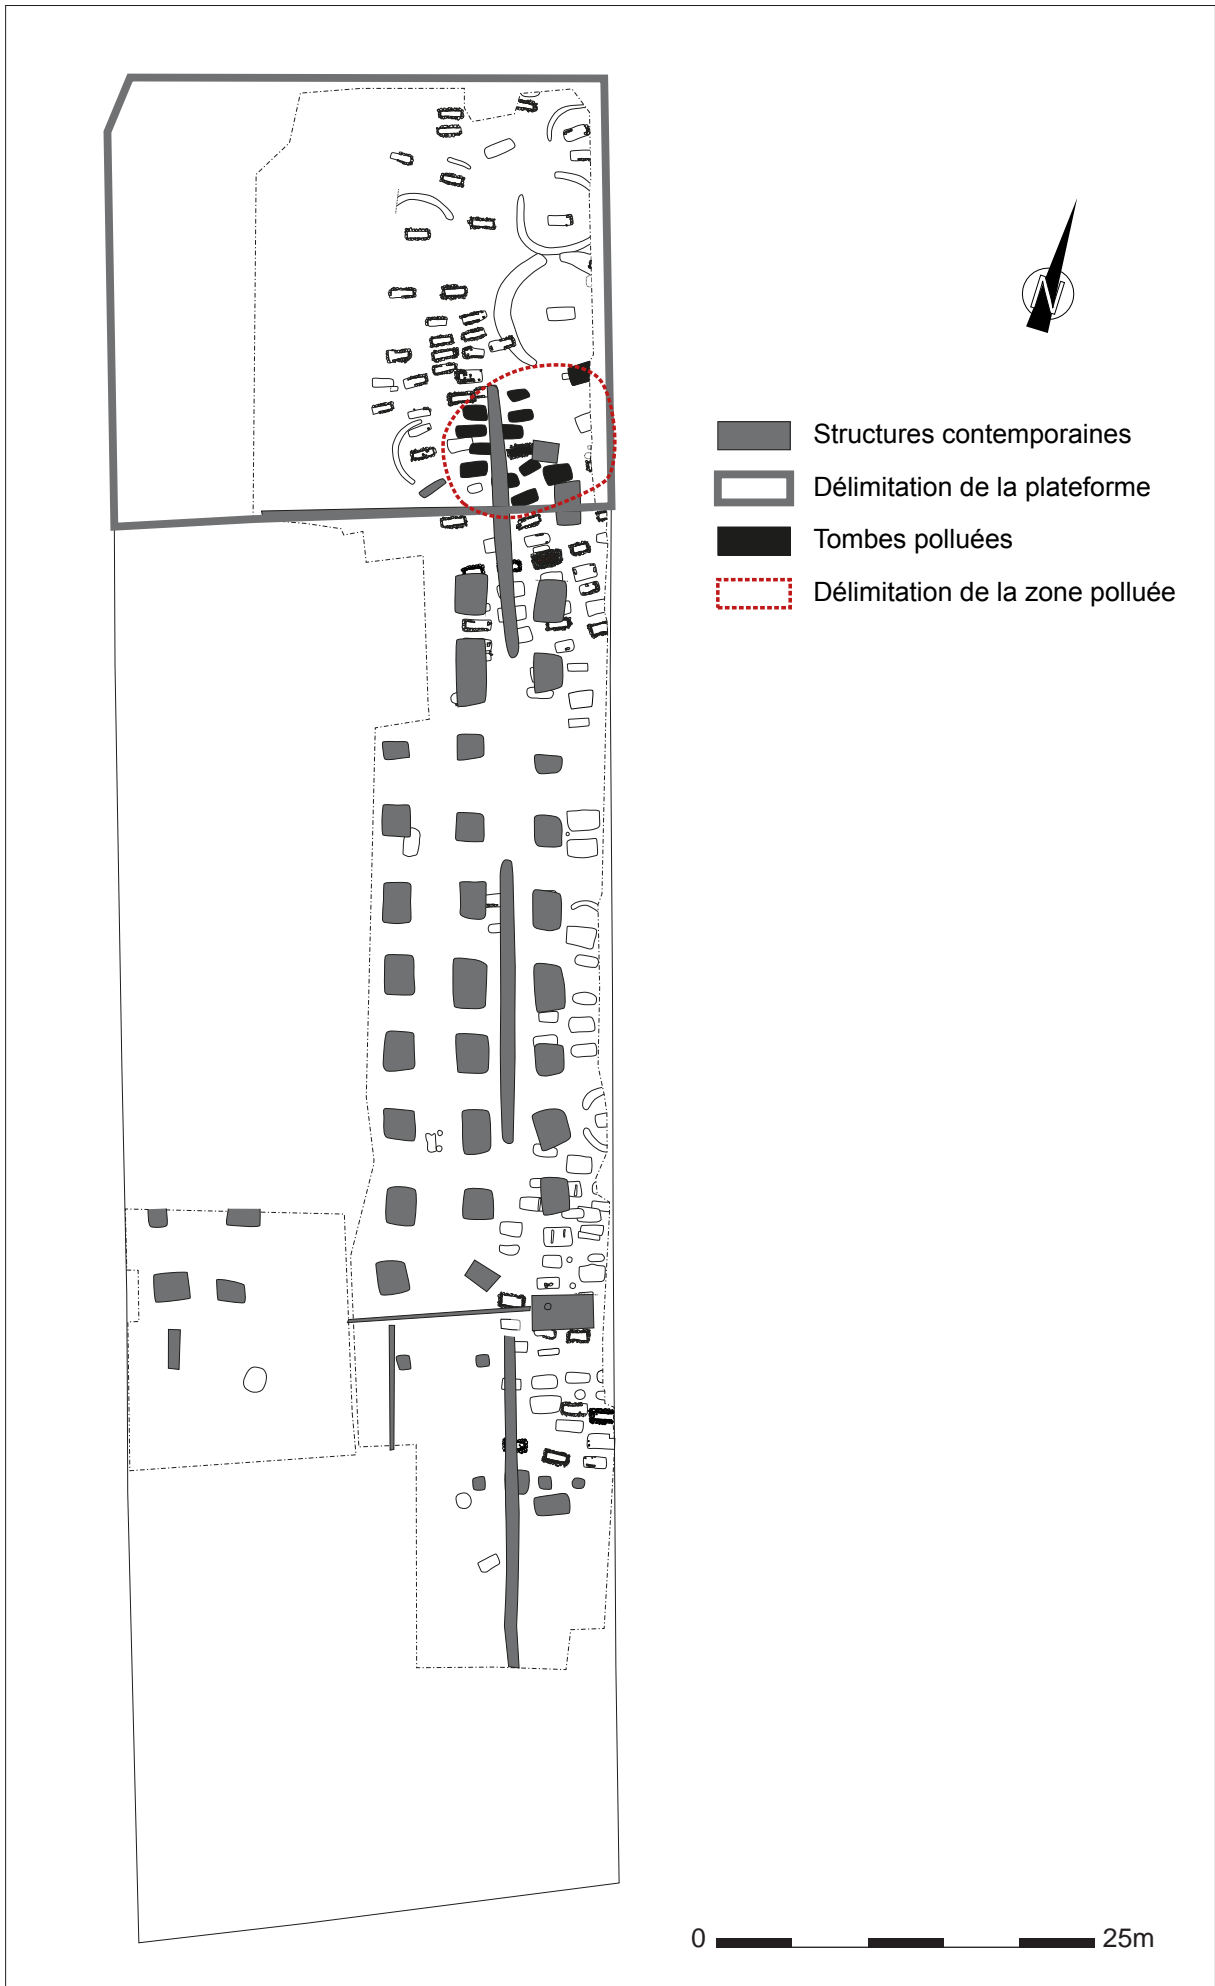 Structures contemporaines
Délimitation de la plateforme
Tombes polluées
Délimitation de la zone polluée
0 25m